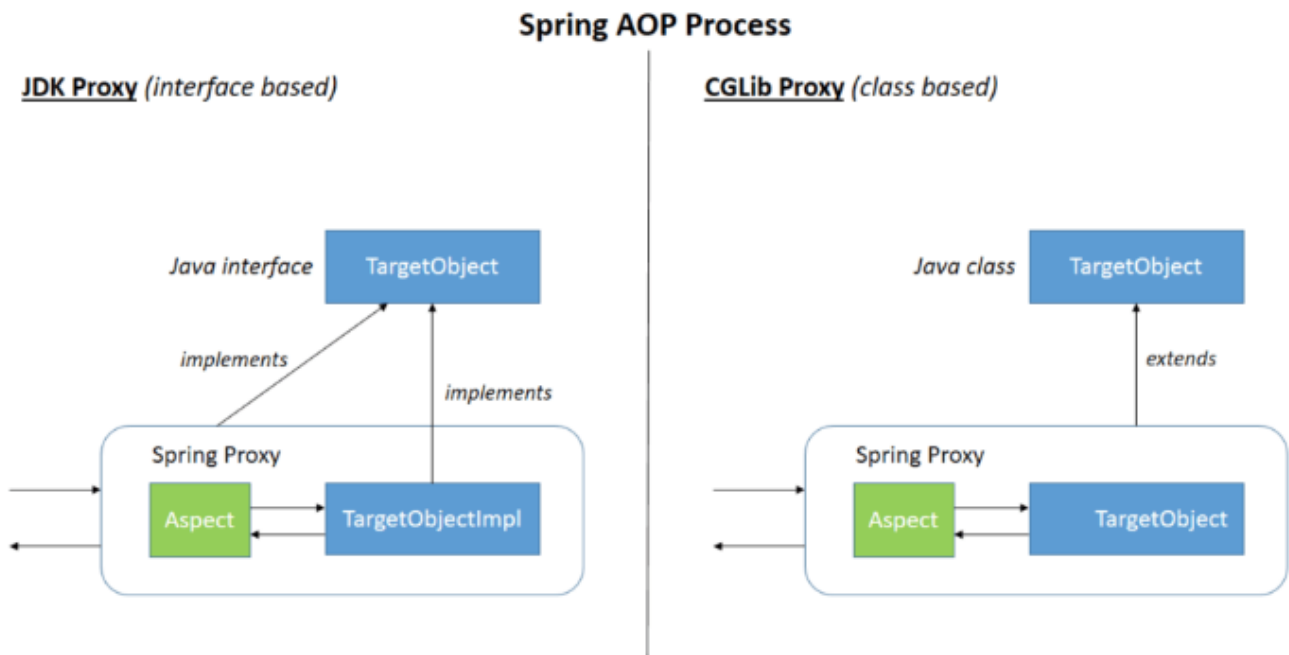 Spring AOP Process
JDK Proxy (interface based)
Java interface
TargetObject
implements
implements
Spring Proxy
Aspect
TargetObjectImpl
CGLib Proxy (class based)
Java class
TargetObject
extends
Spring Proxy
Aspect
TargetObject